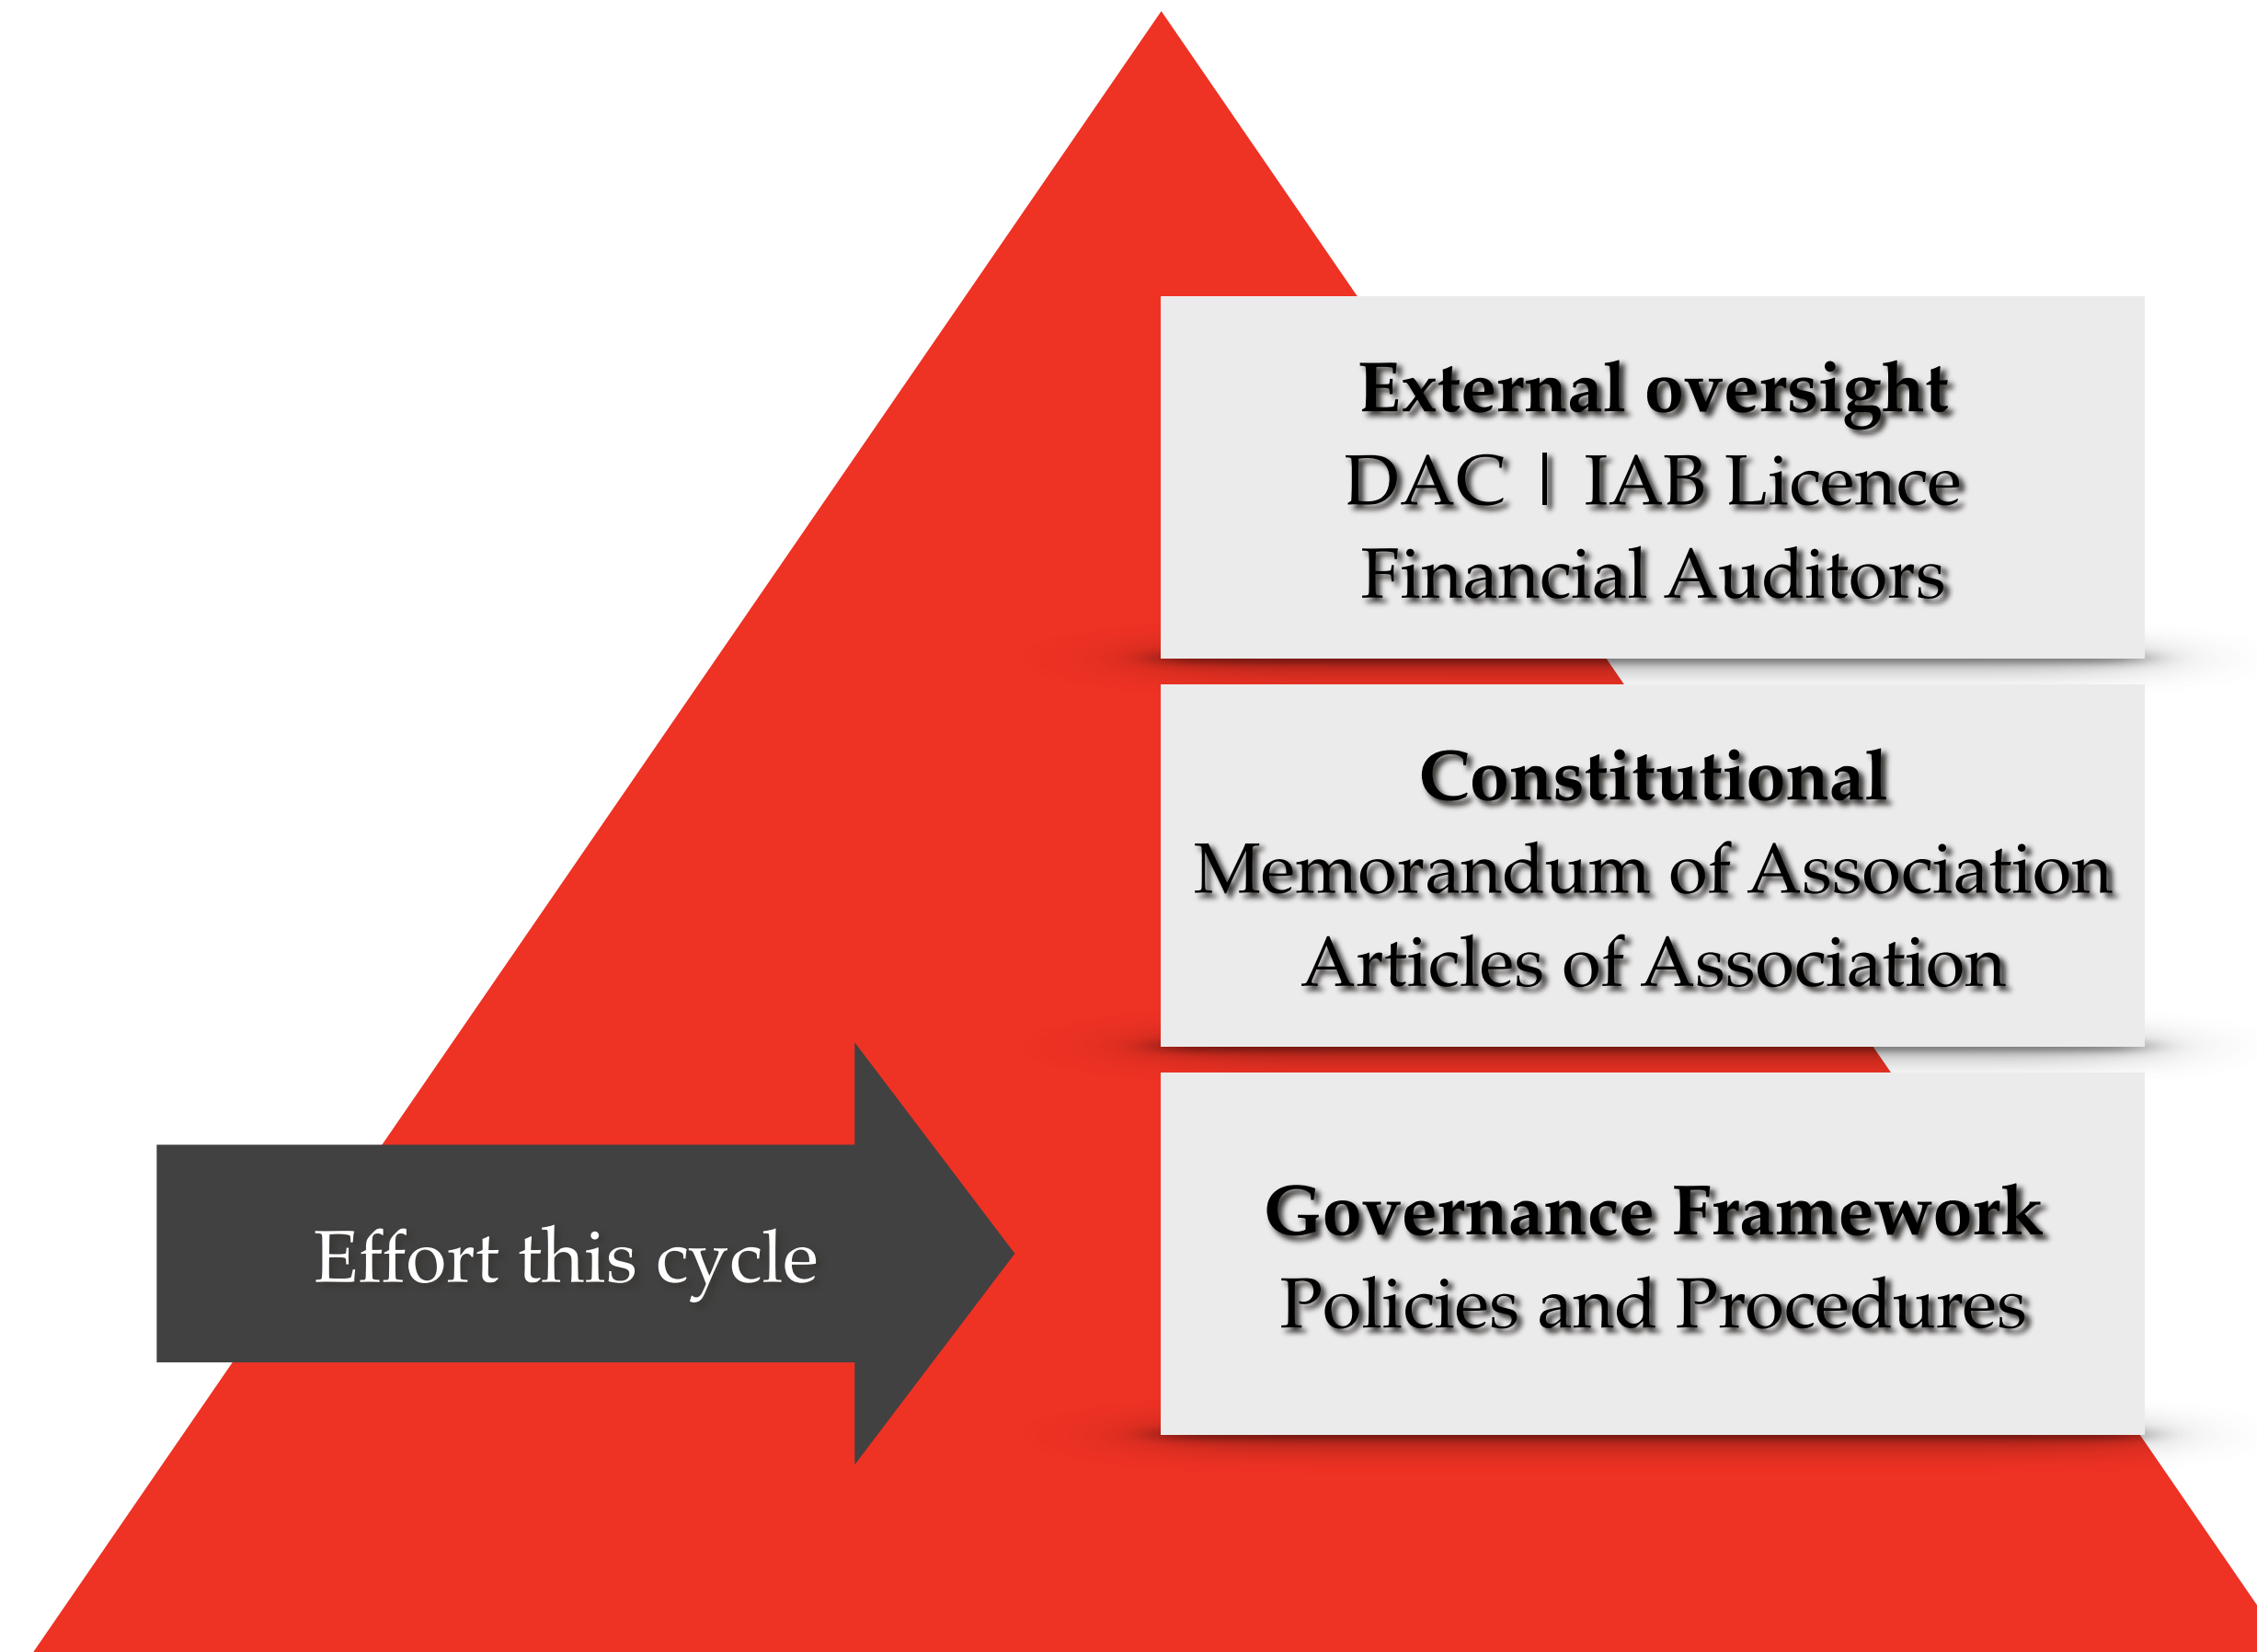 External oversight
DAC | IAB Licence
Financial Auditors
Constitutional
Memorandum of Association
Articles of Association
Effort this cycle
Governance Framework
Policies and Procedures